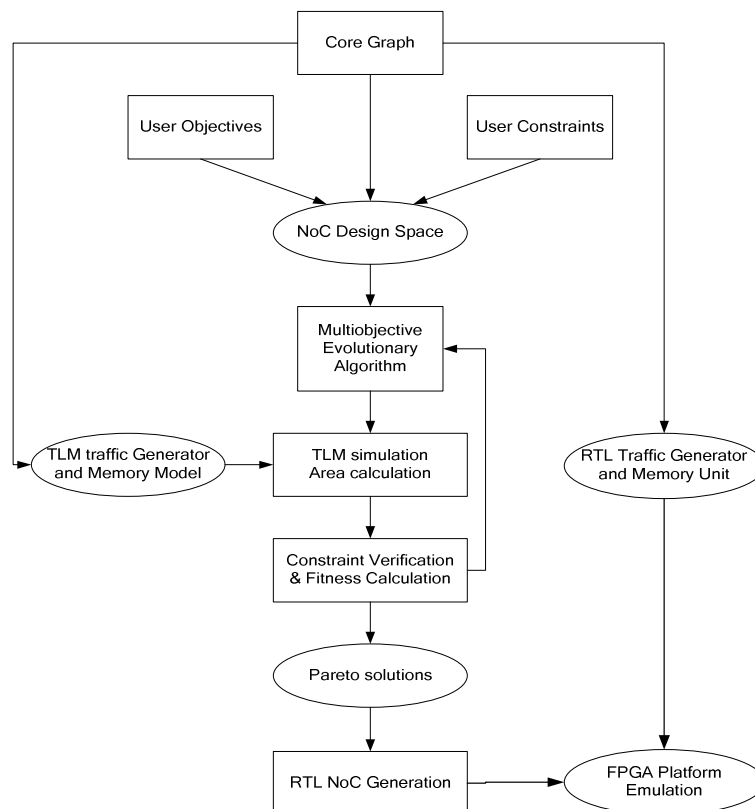 Core Graph
User Objectives
User Constraints
NoC Design Space
Multiobjective
Evolutionary
Algorithm
TLM traffic Generator
and Memory Model
TLM simulation
Area calculation
RTL Traffic Generator
and Memory Unit
Constraint Verification
& Fitness Calculation
Pareto solutions
RTL NoC Generation
FPGA Platform
Emulation